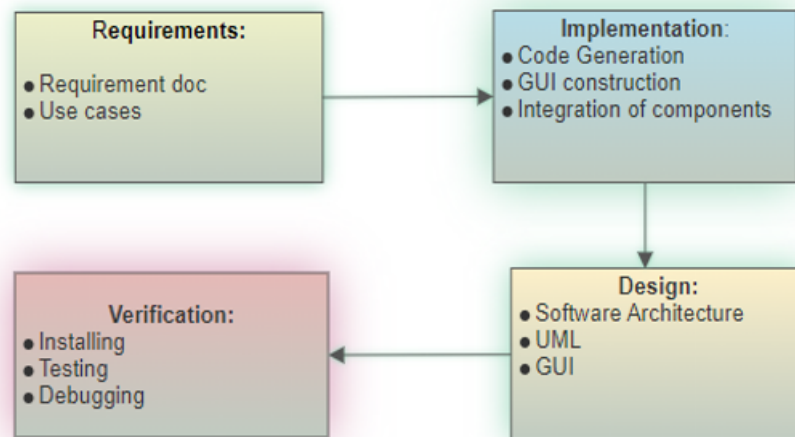 Requirements:
● Requirement doc
● Use cases
Implementation:
● Code Generation
● GUI construction
● Integration of components
Design:
● Software Architecture
● UML
● GUI
Verification:
● Installing
● Testing
● Debugging